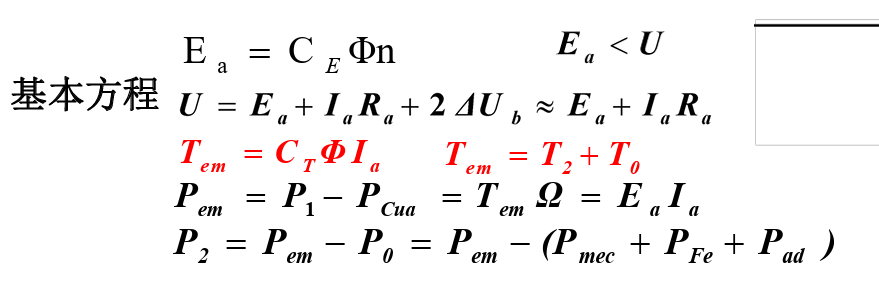 E a = C E Φn    E a < U
基本方程
U = E a + I a R a + 2 ΔU b ≈ E a + I a R a
T em = C T Φ I a    T em = T 2 + T 0
P em = P 1 − P Cua = T em Ω = E a I a
P 2 = P em − P 0 = P em − (P mec + P Fe + P ad )